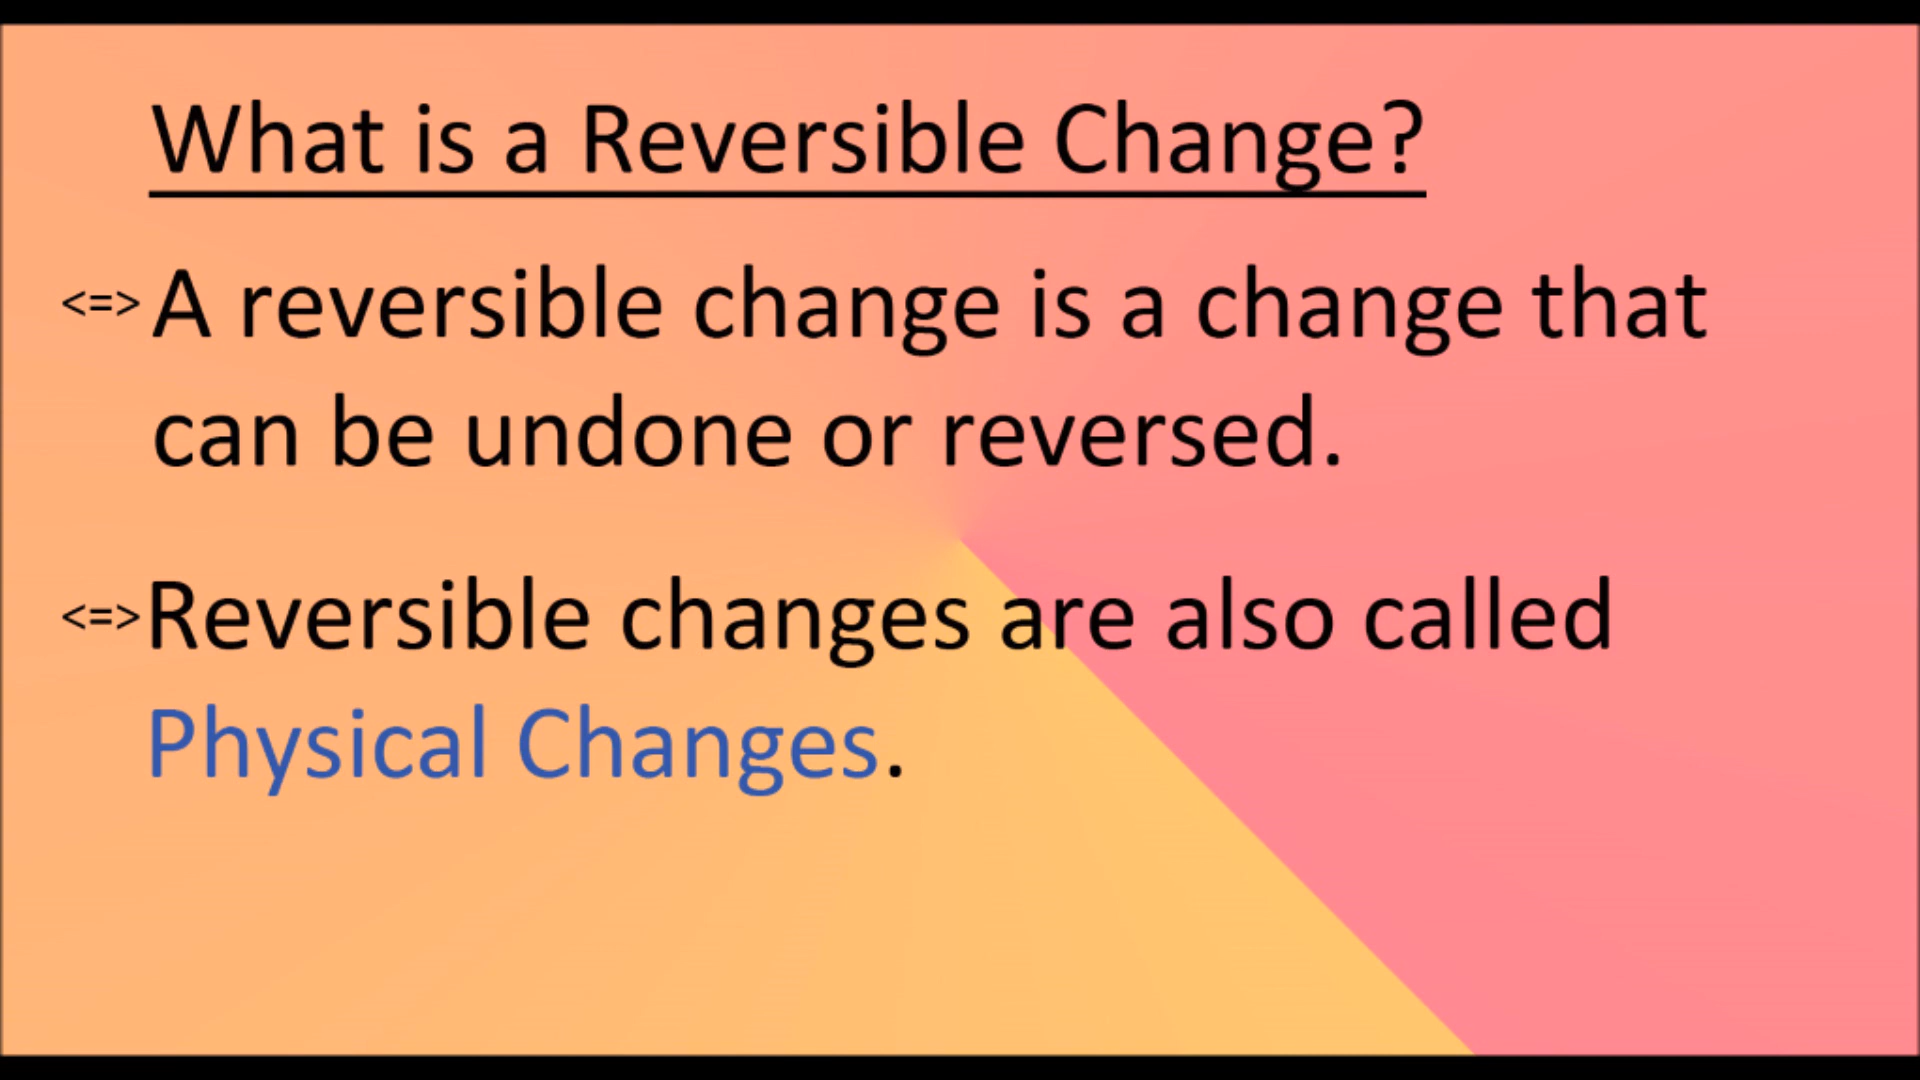 What is a Reversible Change?
<=> A reversible change is a change that
can be undone or reversed.
<=> Reversible changes are also called
Physical Changes.